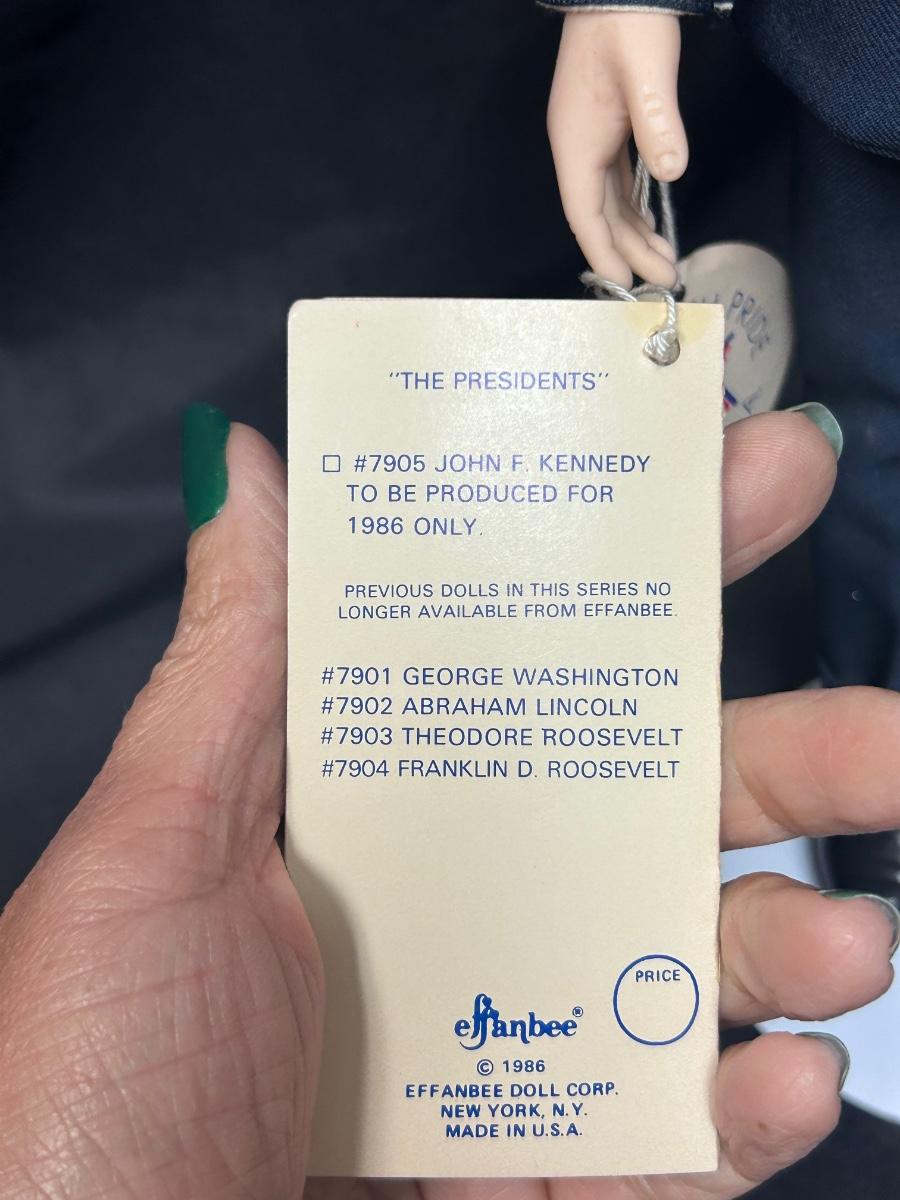 PRIDE
"THE PRESIDENTS"
□ #7905 JOHN F. KENNEDY
TO BE PRODUCED FOR
1986 ONLY.
PREVIOUS DOLLS IN THIS SERIES NO
LONGER AVAILABLE FROM EFFANBEE.
#7901 GEORGE WASHINGTON
#7902 ABRAHAM LINCOLN
#7903 THEODORE ROOSEVELT
#7904 FRANKLIN D. ROOSEVELT
PRICE
effanbee®
© 1986
EFFANBEE DOLL CORP.
NEW YORK, N.Y.
MADE IN U.S.A.